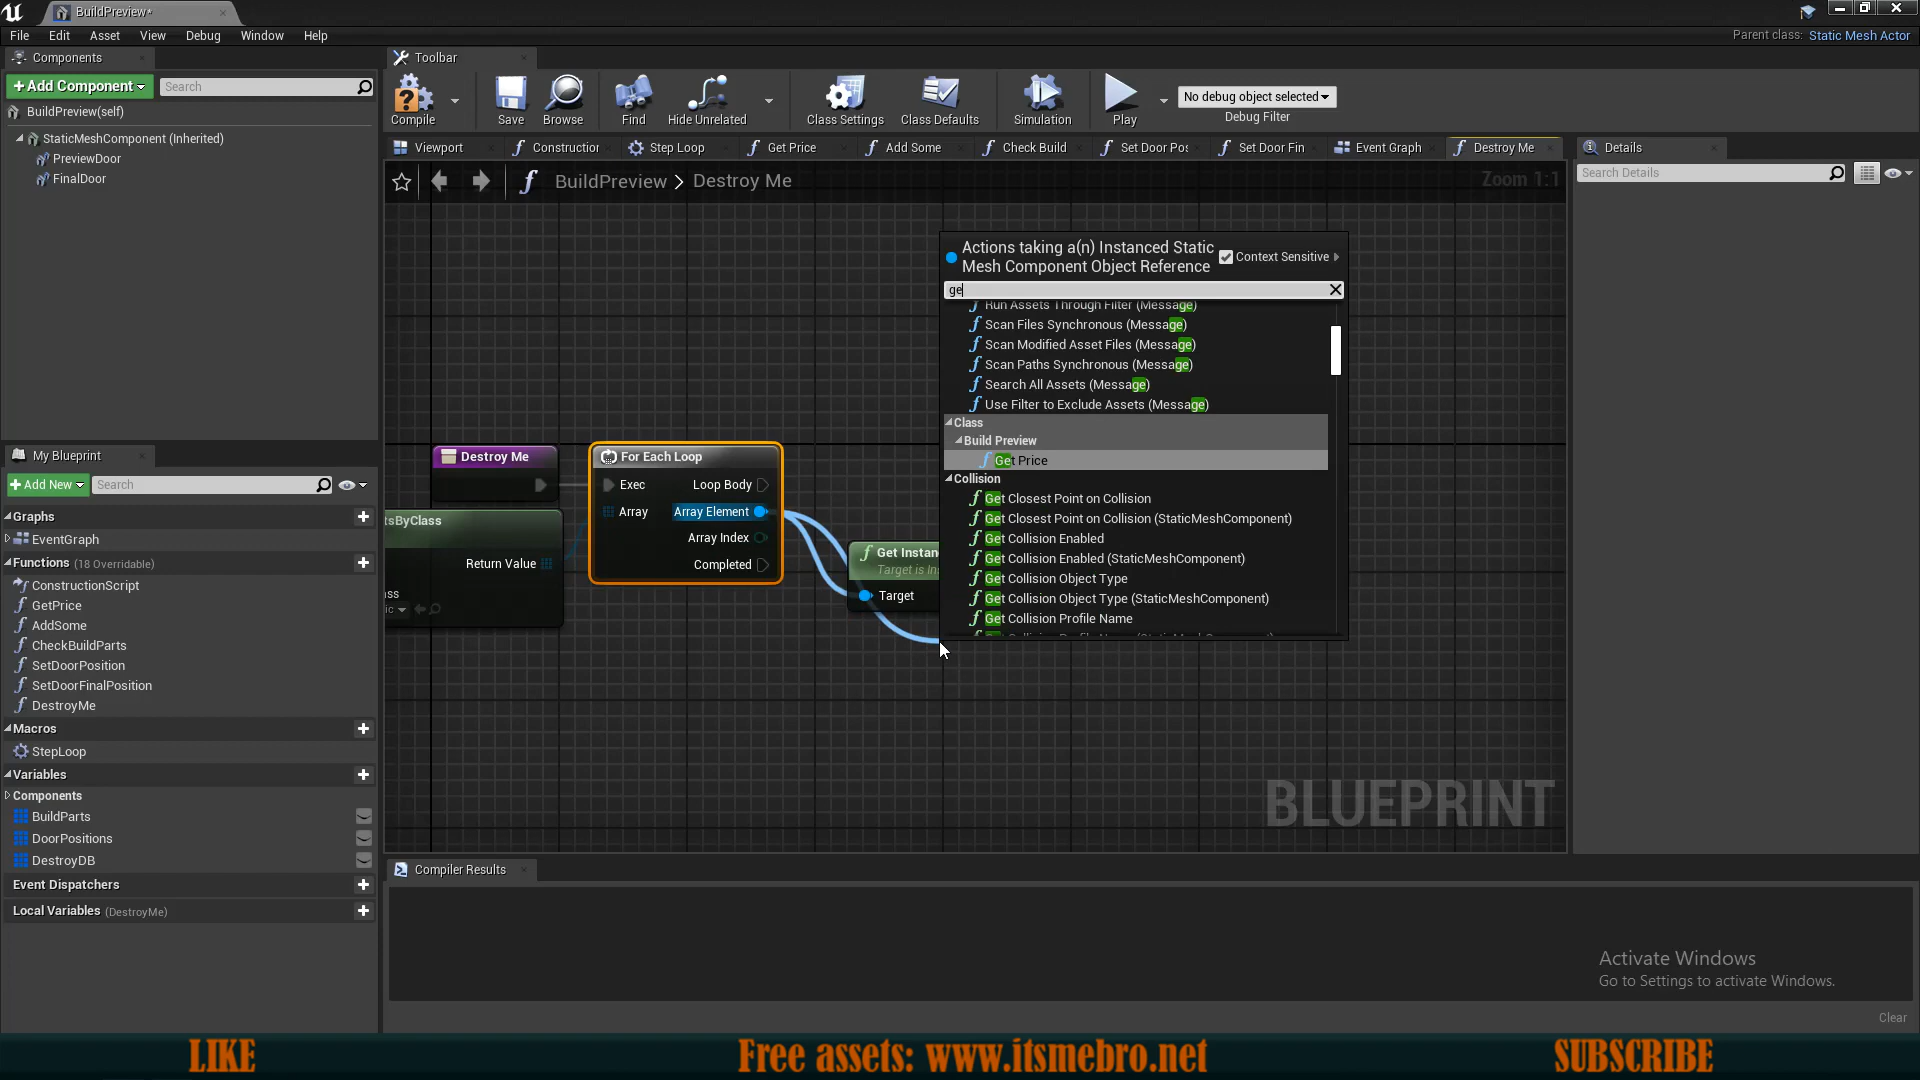 BuildPreview*
File Edit Asset View Debug Window Help
Parent class: Static Mesh Actor
Components
Toolbar
+Add Component
Search
Compile
Save
Browse
Find
Hide Unrelated
Class Settings
Class Defaults
Simulation
Play
No debug object selected
Debug Filter
BuildPreview(self)
StaticMeshComponent (Inherited)
PreviewDoor
FinalDoor
Viewport
Construction
Step Loop
Get Price
Add Some
Check Build
Set Door Pos
Set Door Fin
Event Graph
Destroy Me
Details
Search Details
BuildPreview > Destroy Me
Zoom 1:1
Actions taking a(n) Instanced Static
Mesh Component Object Reference
Context Sensitive
ge
Run Assets Through Filter (Message)
Scan Files Synchronous (Message)
Scan Modified Asset Files (Message)
Scan Paths Synchronous (Message)
Search All Assets (Message)
Use Filter to Exclude Assets (Message)
Class
Build Preview
Get Price
Collision
Get Closest Point on Collision
Get Closest Point on Collision (StaticMeshComponent)
Get Collision Enabled
Get Collision Enabled (StaticMeshComponent)
Get Collision Object Type
Get Collision Object Type (StaticMeshComponent)
Get Collision Profile Name
Destroy Me
For Each Loop
Exec
Loop Body
Array
Array Element
Array Index
Completed
tsByClass
Return Value
ass
ic
Get Instan
Target is Ins
Target
My Blueprint
+Add New
Search
Graphs
EventGraph
Functions (18 Overridable)
ConstructionScript
GetPrice
AddSome
CheckBuildParts
SetDoorPosition
SetDoorFinalPosition
DestroyMe
Macros
StepLoop
Variables
Components
BuildParts
DoorPositions
DestroyDB
Event Dispatchers
Local Variables (DestroyMe)
BLUEPRINT
Compiler Results
Activate Windows
Go to Settings to activate Windows.
Clear
LIKE
Free assets: www.itsmebro.net
SUBSCRIBE